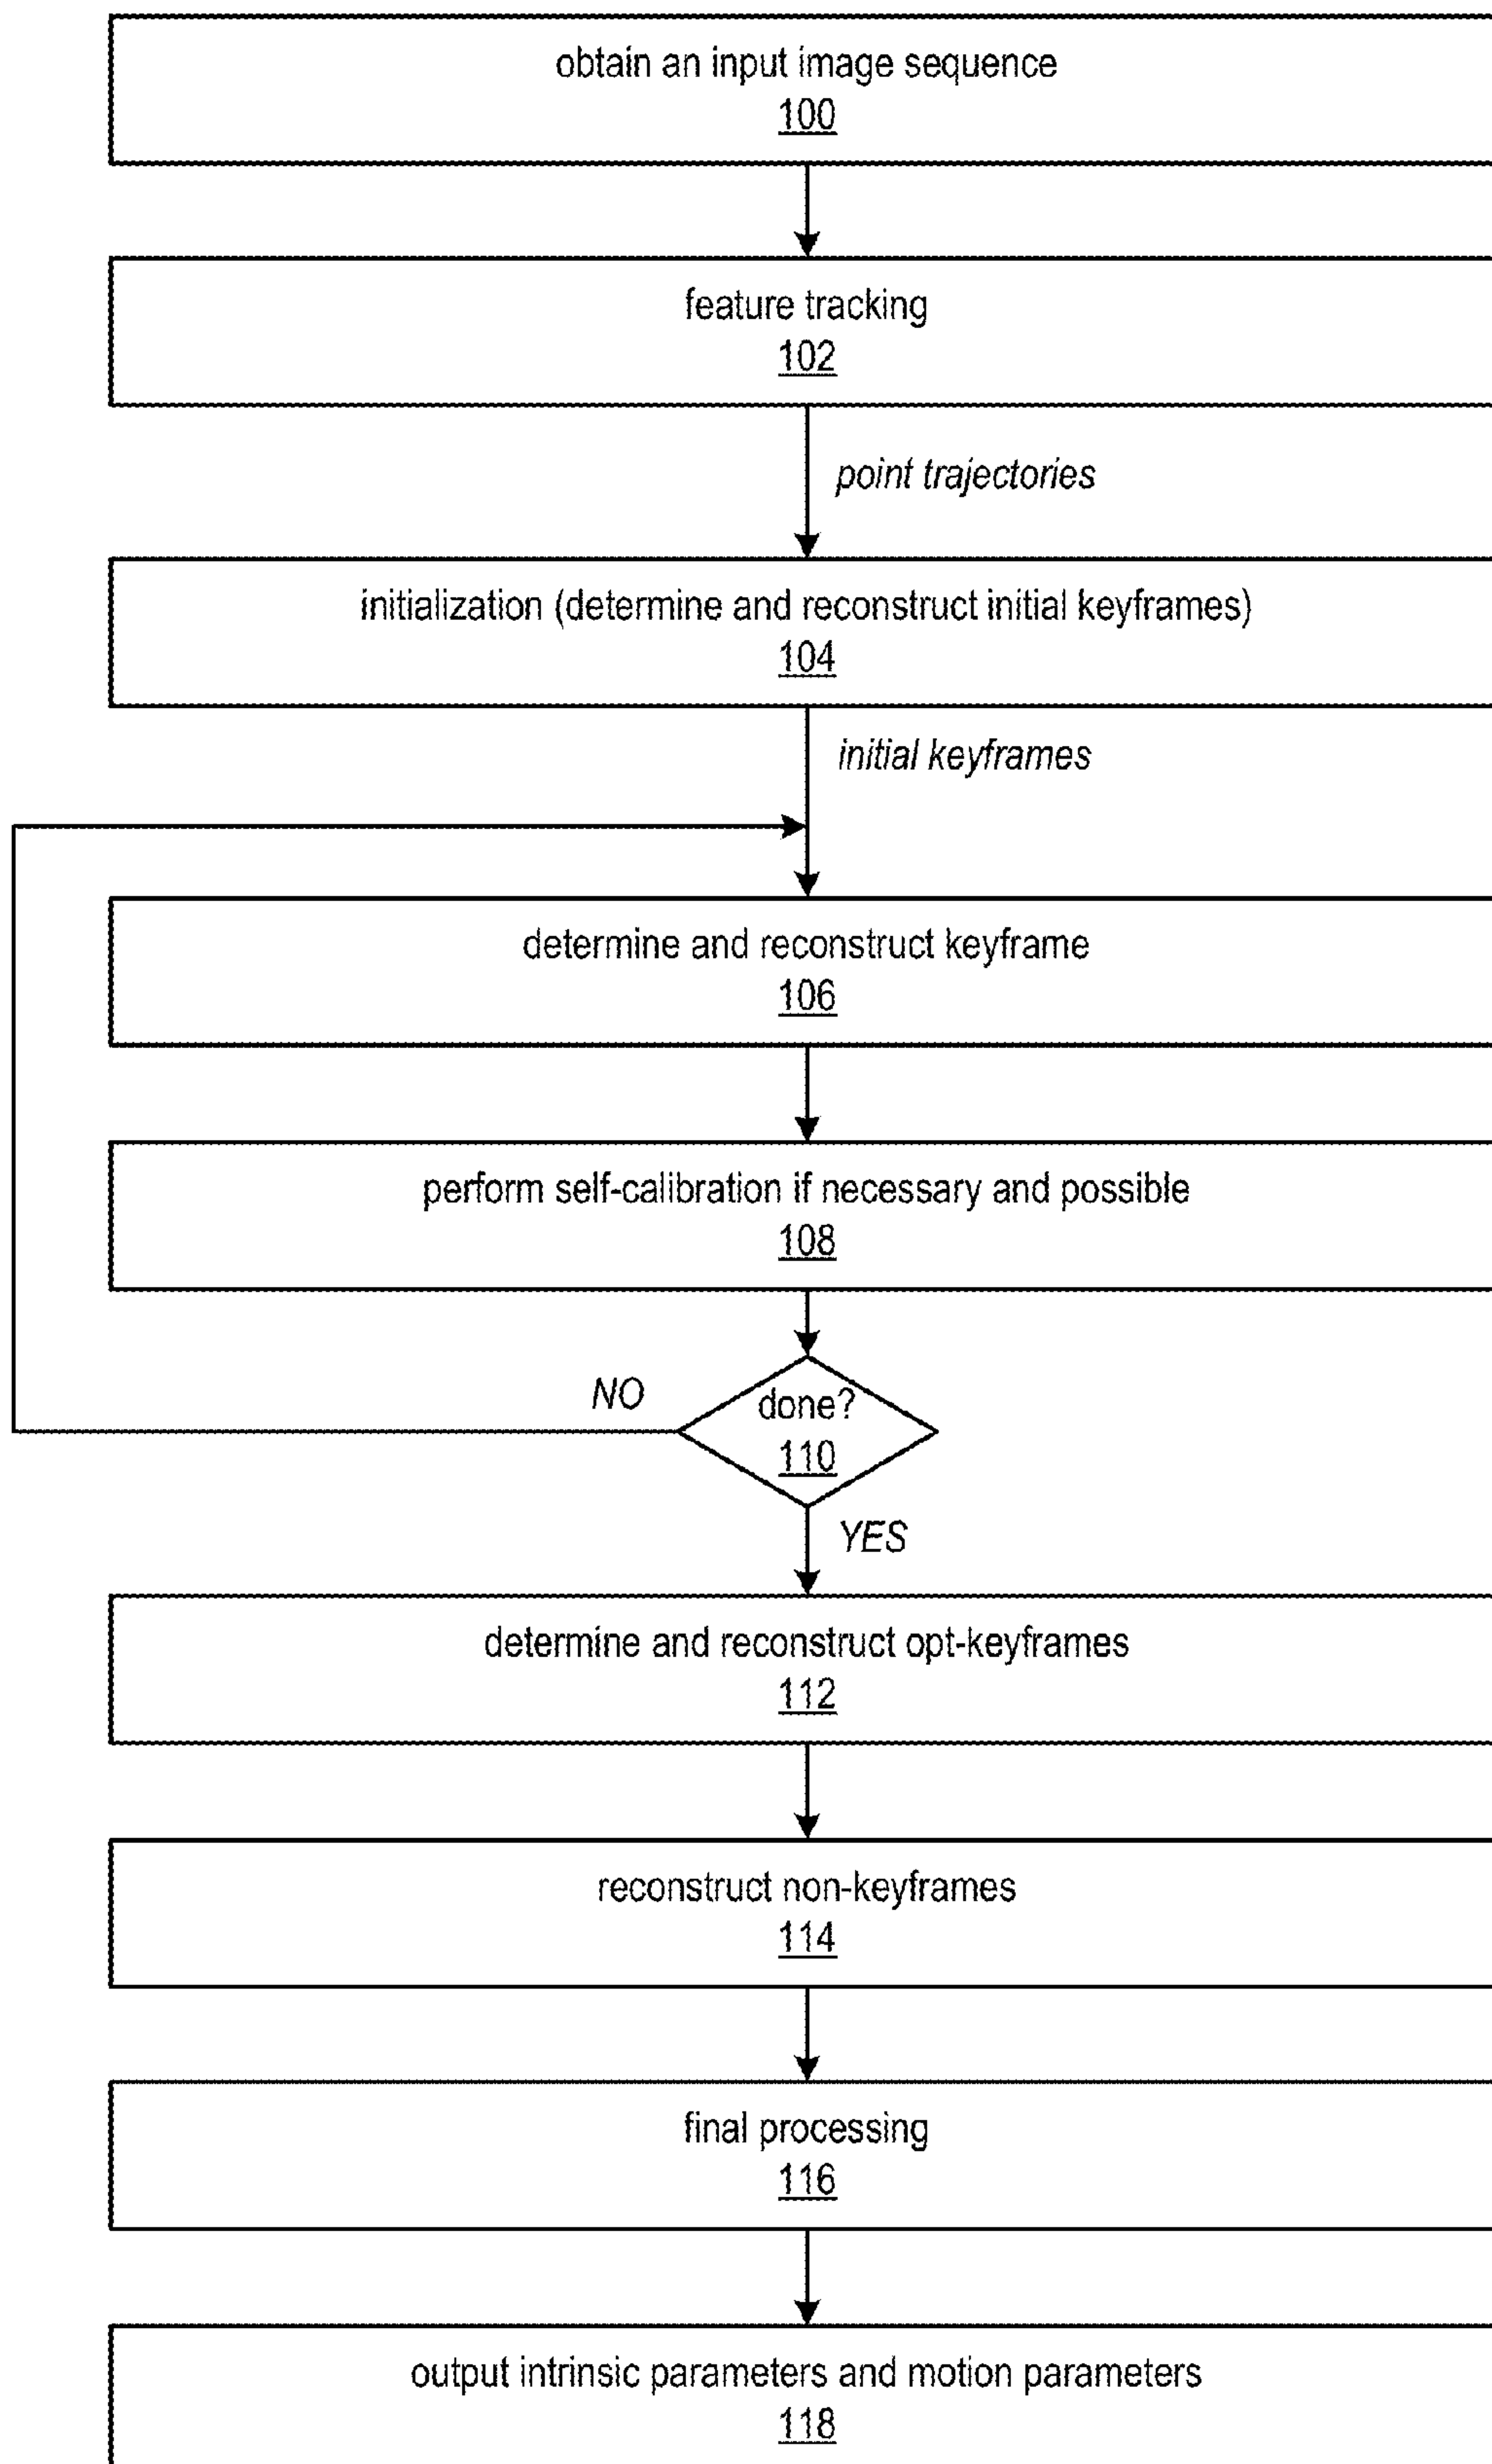 obtain an input image sequence
100
feature tracking
102
point trajectories
initialization (determine and reconstruct initial keyframes)
104
initial keyframes
determine and reconstruct keyframe
106
perform self-calibration if necessary and possible
108
NO
done?
110
YES
determine and reconstruct opt-keyframes
112
reconstruct non-keyframes
114
final processing
116
output intrinsic parameters and motion parameters
118